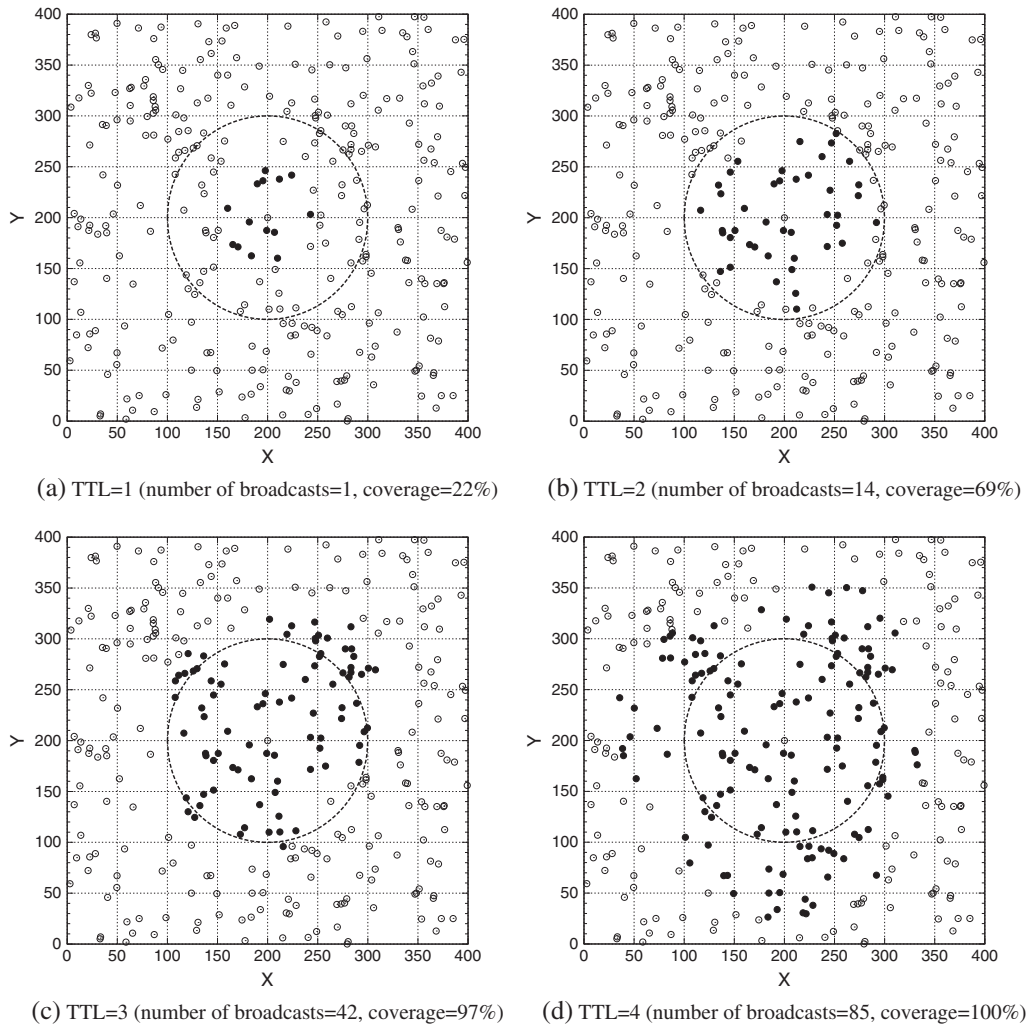 400
350
300
250
200
150
100
50
0
Y
0 50 100 150 200 250 300 350 400
X
(a) TTL=1 (number of broadcasts=1, coverage=22%)
400
350
300
250
200
150
100
50
0
Y
0 50 100 150 200 250 300 350 400
X
(b) TTL=2 (number of broadcasts=14, coverage=69%)
400
350
300
250
200
150
100
50
0
Y
0 50 100 150 200 250 300 350 400
X
(c) TTL=3 (number of broadcasts=42, coverage=97%)
400
350
300
250
200
150
100
50
0
Y
0 50 100 150 200 250 300 350 400
X
(d) TTL=4 (number of broadcasts=85, coverage=100%)